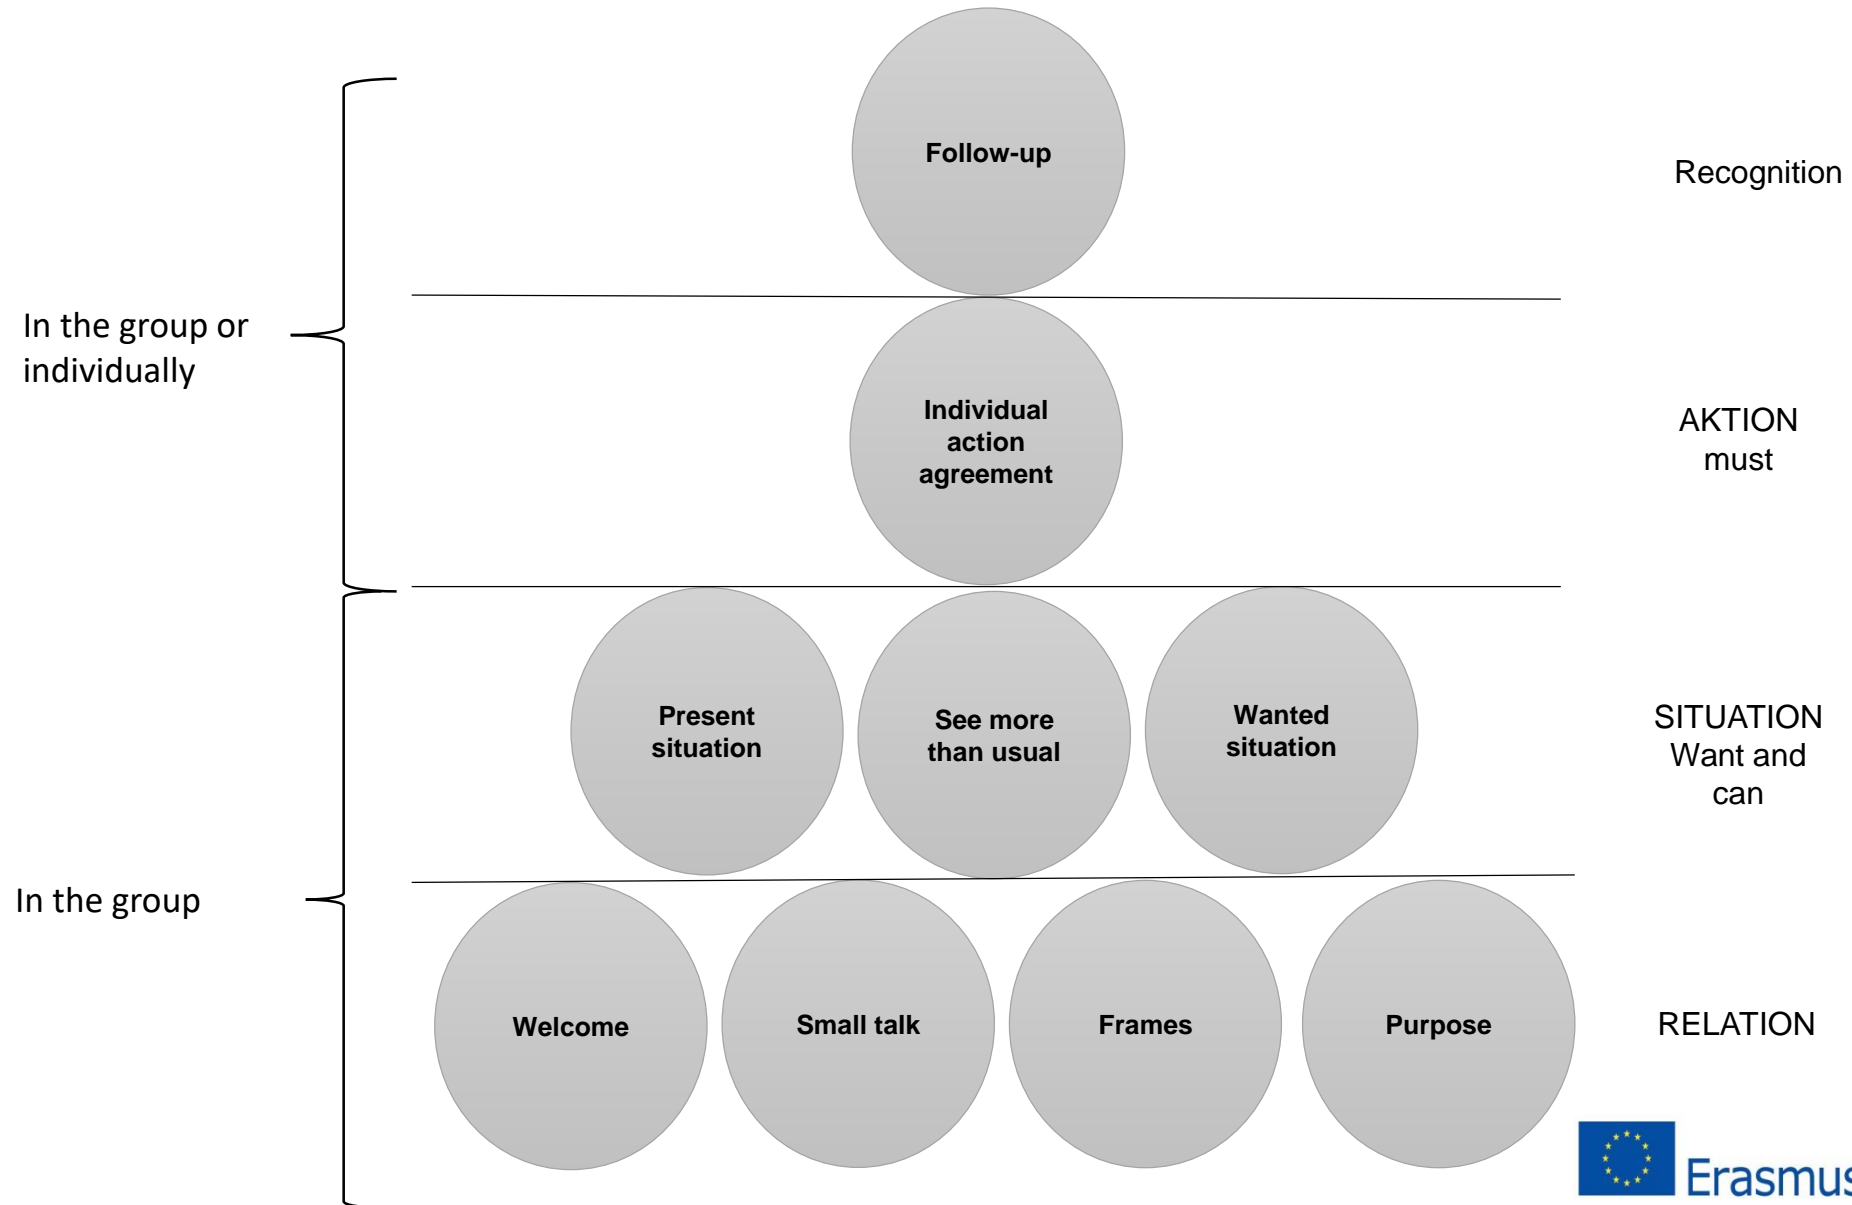 Follow-up
Recognition
In the group or
individually
Individual
action
agreement
AKTION
must
Present
situation
See more
than usual
Wanted
situation
SITUATION
Want and
can
In the group
Welcome
Small talk
Frames
Purpose
RELATION
Erasmus